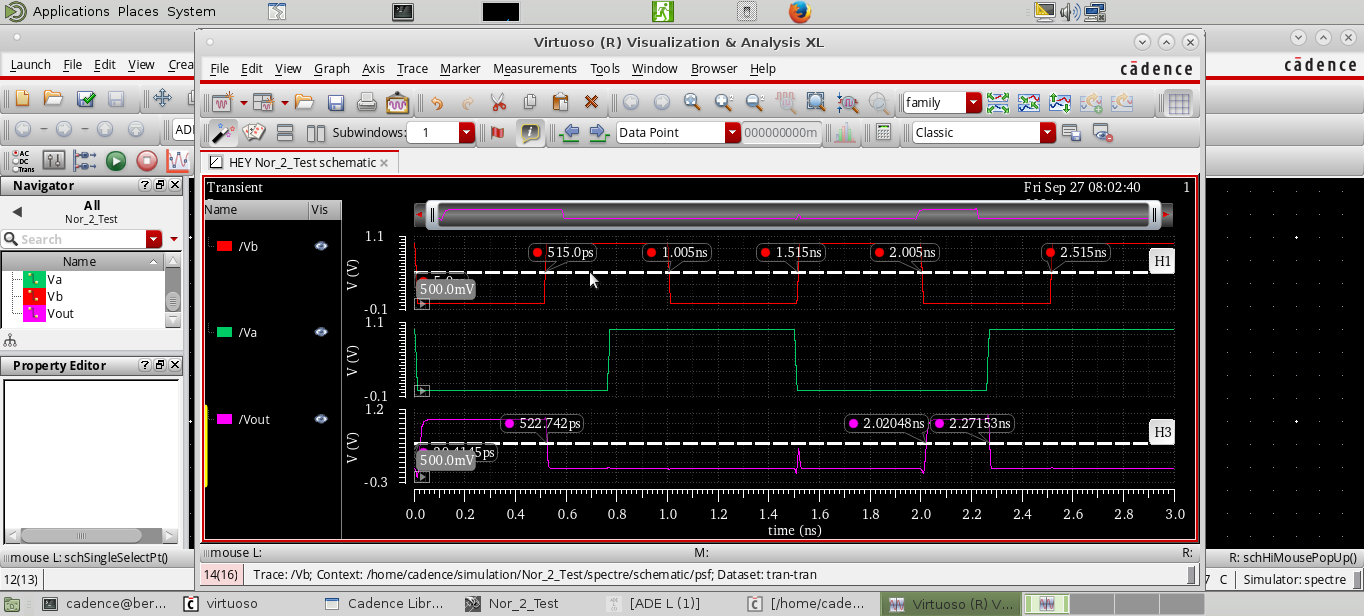 Applications Places System
Virtuoso (R) Visualization & Analysis XL
Launch File Edit View Crea
File Edit View Graph Axis Trace Marker Measurements Tools Window Browser Help
cādence
cādence
family
ADI
Subwindows: 1
Data Point
000000000m
Classic
AC
DC
Trans
HEY Nor_2_Test schematic
Navigator
All
Nor_2_Test
Search
Name
Va
Vb
Vout
Property Editor
Transient
Fri Sep 27 08:02:40
1
Name Vis
/Vb
/Va
/Vout
1.1
V (V)
-0.1
515.0ps
1.005ns
1.515ns
2.005ns
2.515ns
H1
500.0mV
1.1
V (V)
-0.1
1.2
V (V)
-0.3
522.742ps
2.02048ns
2.27153ns
H3
500.0mV
0.0 0.2 0.4 0.6 0.8 1.0 1.2 1.4 1.6 1.8 2.0 2.2 2.4 2.6 2.8 3.0
time (ns)
mouse L: schSingleSelectPt()
mouse L: M: R:
R: schHiMousePopUp()
12(13)
14(16) Trace: /Vb; Context: /home/cadence/simulation/Nor_2_Test/spectre/schematic/psf; Dataset: tran-tran
7 C Simulator: spectre
cadence@ber...
virtuoso
Cadence Libr...
Nor_2_Test
[ADE L (1)]
[/home/cade...
Virtuoso (R) V...